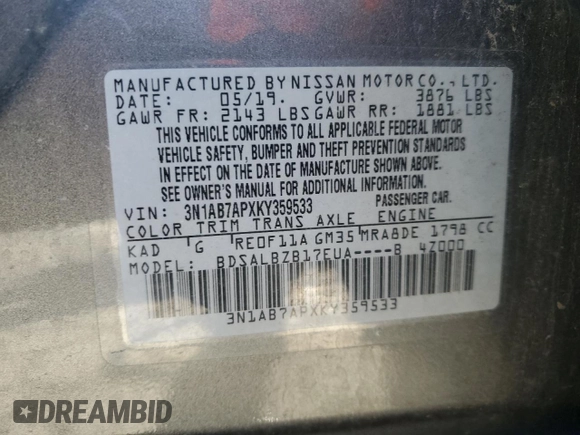 MANUFACTURED BY NISSAN MOTOR CO., LTD.
DATE: 05/19. GVWR: 3876 LBS
GAWR FR: 2143 LBS GAWR RR: 1881 LBS
THIS VEHICLE CONFORMS TO ALL APPLICABLE FEDERAL MOTOR
VEHICLE SAFETY, BUMPER AND THEFT PREVENTION STANDARDS
IN EFFECT ON THE DATE OF MANUFACTURE SHOWN ABOVE.
SEE OWNER'S MANUAL FOR ADDITIONAL INFORMATION.
VIN: 3N1AB7APXKY359533 PASSENGER CAR.
COLOR TRIM TRANS AXLE ENGINE
KAD G RE0F11A GM35 MRA8DE 1798 CC
MODEL: BDSALBZB17EUA----B 4Z000
3N1AB7APXKY359533
DREAMBID